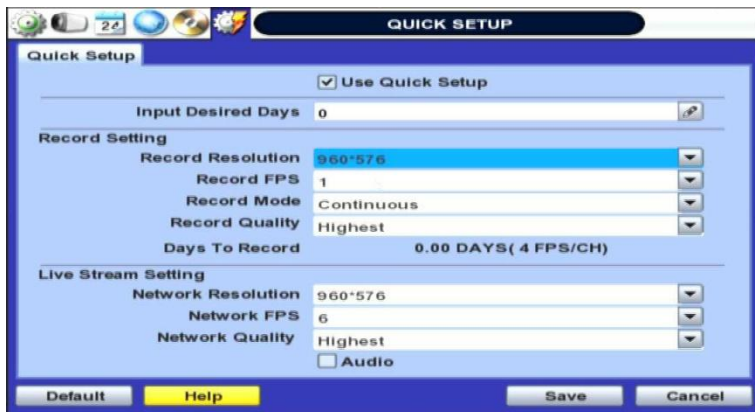 24
QUICK SETUP
Quick Setup
Use Quick Setup
Input Desired Days 0
Record Setting
Record Resolution 960*576
Record FPS 1
Record Mode Continuous
Record Quality Highest
Days To Record 0.00 DAYS( 4 FPS/CH)
Live Stream Setting
Network Resolution 960*576
Network FPS 6
Network Quality Highest
Audio
Default Help Save Cancel